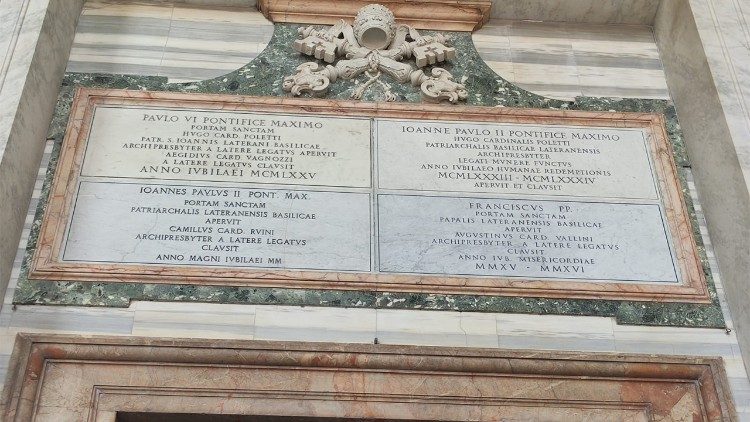 PAVLO VI PONTIFICE MAXIMO
PORTAM SANCTAM
HVGO CARD. POLETTI
PATR. S. IOANNIS LATERANI BASILICAE
ARCHIPRESBYTER A LATERE LEGATVS APERVIT
AEGIDIVS CARD. VAGNOZZI
A LATERE LEGATVS CLAVSIT
ANNO IVBILAEI MCMLXXV
IOANNE PAVLO II PONTIFICE MAXIMO
HVGO CARDINALIS POLETTI
PATRIARCHALIS BASILICAE LATERANENSIS
ARCHIPRESBYTER
LEGATI MVNERE FVNCTVS
ANNO IVBILAEO HVMANAE REDEMPTIONIS
MCMLXXXIII - MCMLXXXIV
APERVIT ET CLAVSIT
IOANNES PAVLVS II PONT. MAX.
PORTAM SANCTAM
PATRIARCHALIS LATERANENSIS BASILICAE
APERVIT
CAMILLVS CARD. RVINI
ARCHIPRESBYTER A LATERE LEGATVS
CLAVSIT
ANNO MAGNI IVBILAEI MM
FRANCISCVS PP.
PORTAM SANCTAM
PAPALIS LATERANENSIS BASILICAE
APERVIT
AVGVSTINVS CARD. VALLINI
ARCHIPRESBYTER A LATERE LEGATVS
CLAVSIT
ANNO IVB. MISERICORDIAE
MMXV - MMXVI